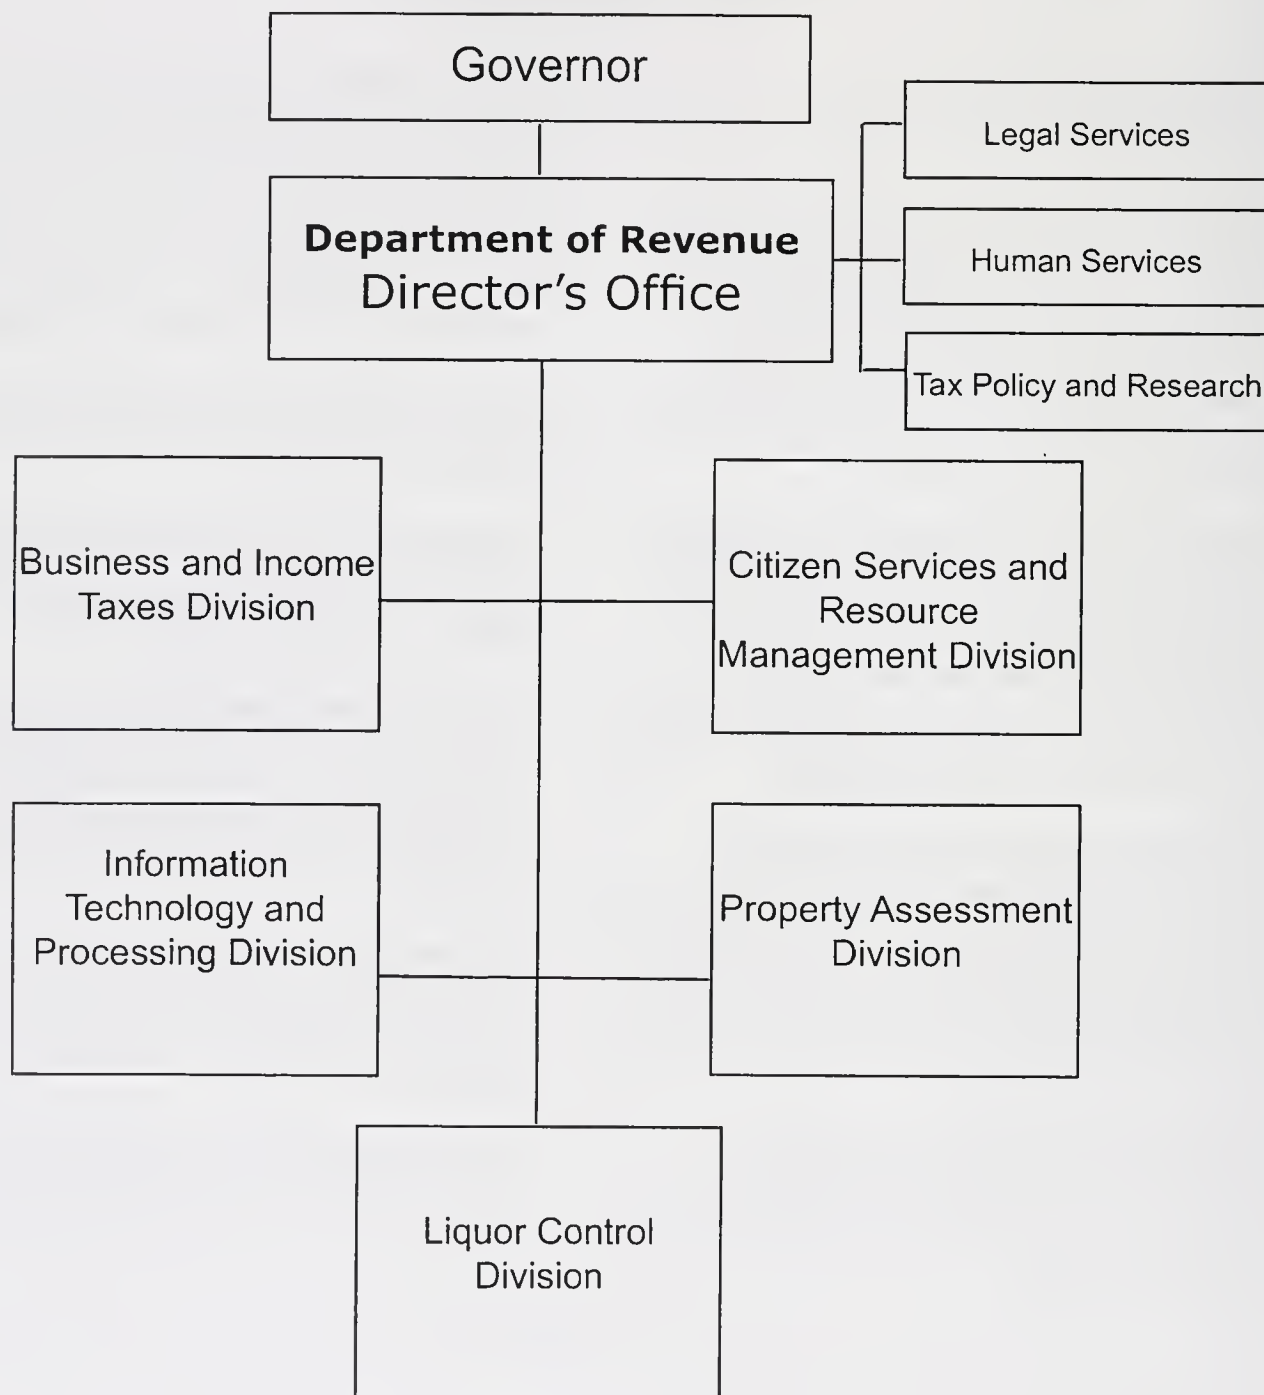 Governor
Legal Services
Department of Revenue
Director's Office
Human Services
Tax Policy and Research
Business and Income
Taxes Division
Citizen Services and
Resource
Management Division
Information
Technology and
Processing Division
Property Assessment
Division
Liquor Control
Division